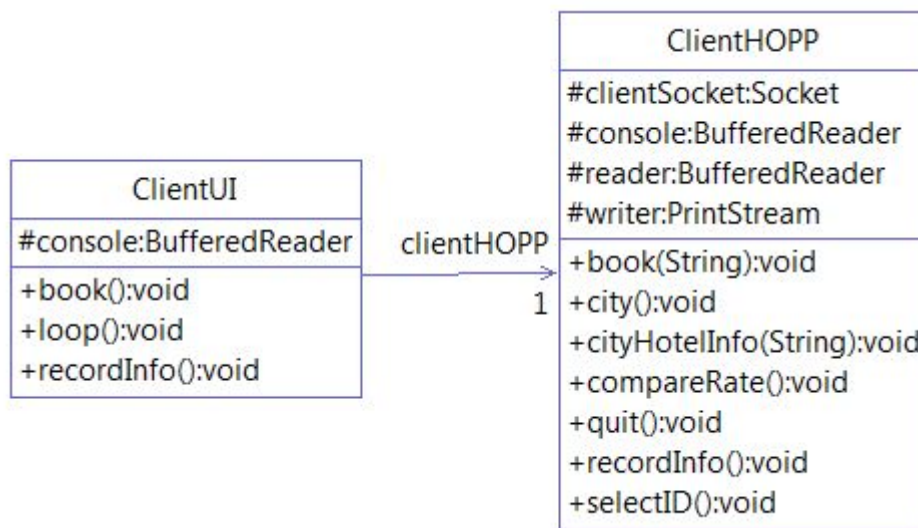 ClientUI
#console:BufferedReader
+book():void
+loop():void
+recordInfo():void
clientHOPP
1
ClientHOPP
#clientSocket:Socket
#console:BufferedReader
#reader:BufferedReader
#writer:PrintStream
+book(String):void
+city():void
+cityHotelInfo(String):void
+compareRate():void
+quit():void
+recordInfo():void
+selectID():void